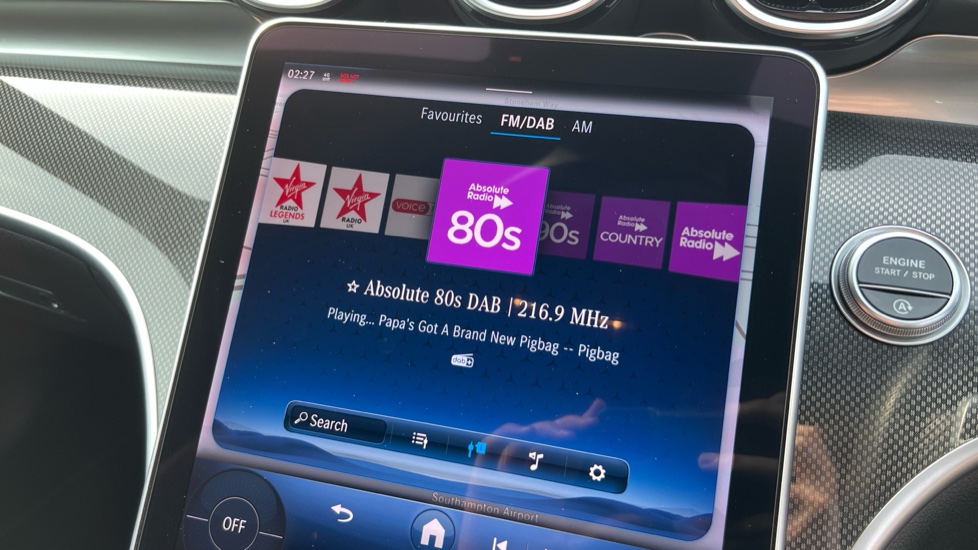 02:27
Favourites FM/DAB AM
Virgin RADIO LEGENDS UK
Virgin RADIO UK
VOICE
Absolute Radio 80s
Absolute Radio 90s
Absolute Radio COUNTRY
Absolute Radio
ENGINE
START / STOP
A
☆ Absolute 80s DAB | 216.9 MHz
Playing... Papa's Got A Brand New Pigbag -- Pigbag
dab+
Search
Southampton Airport
OFF